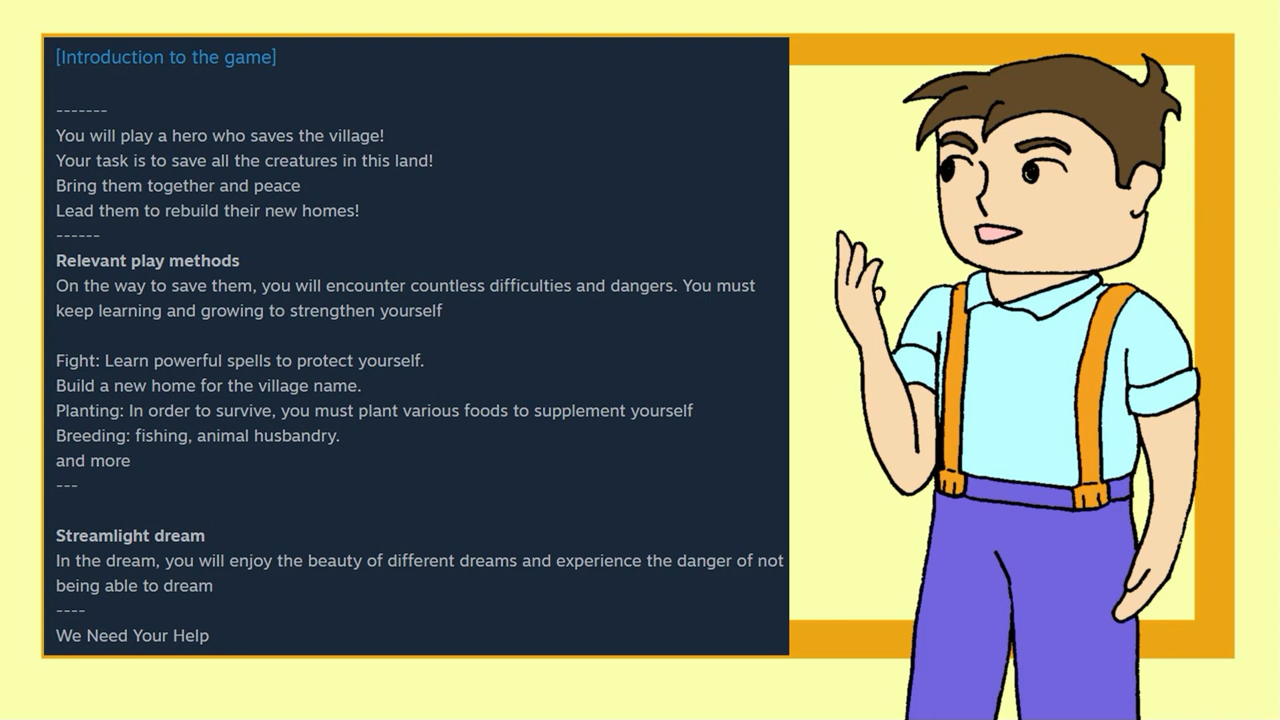 [Introduction to the game]
-------
You will play a hero who saves the village!
Your task is to save all the creatures in this land!
Bring them together and peace
Lead them to rebuild their new homes!
------
Relevant play methods
On the way to save them, you will encounter countless difficulties and dangers. You must
keep learning and growing to strengthen yourself
Fight: Learn powerful spells to protect yourself.
Build a new home for the village name.
Planting: In order to survive, you must plant various foods to supplement yourself
Breeding: fishing, animal husbandry.
and more
---
Streamlight dream
In the dream, you will enjoy the beauty of different dreams and experience the danger of not
being able to dream
----
We Need Your Help